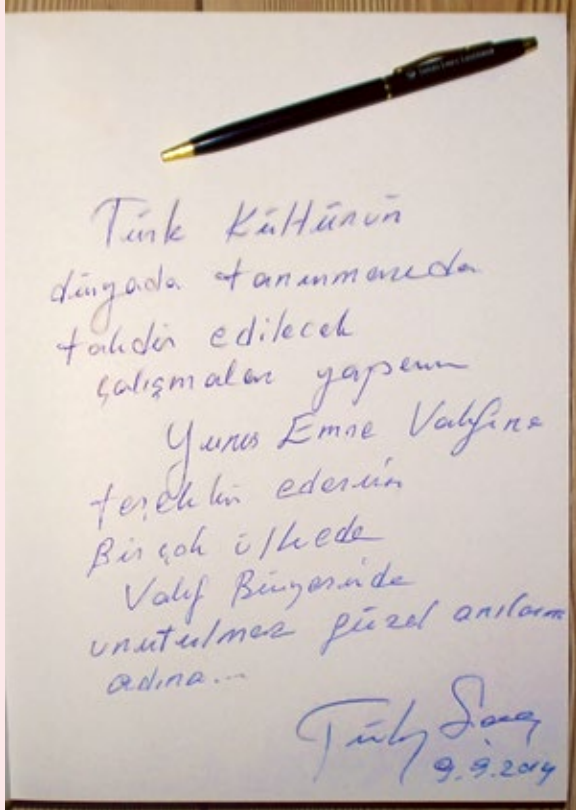 Türk Kültürün
dünyada tanınmasında
takdir edilecek
çalışmalar yapan
Yunus Emre Vakfına
teşekkür ederim
Birçok ülkede
Vakıf Bünyesinde
unutulmaz güzel anılarım
adına...
9.9.2014